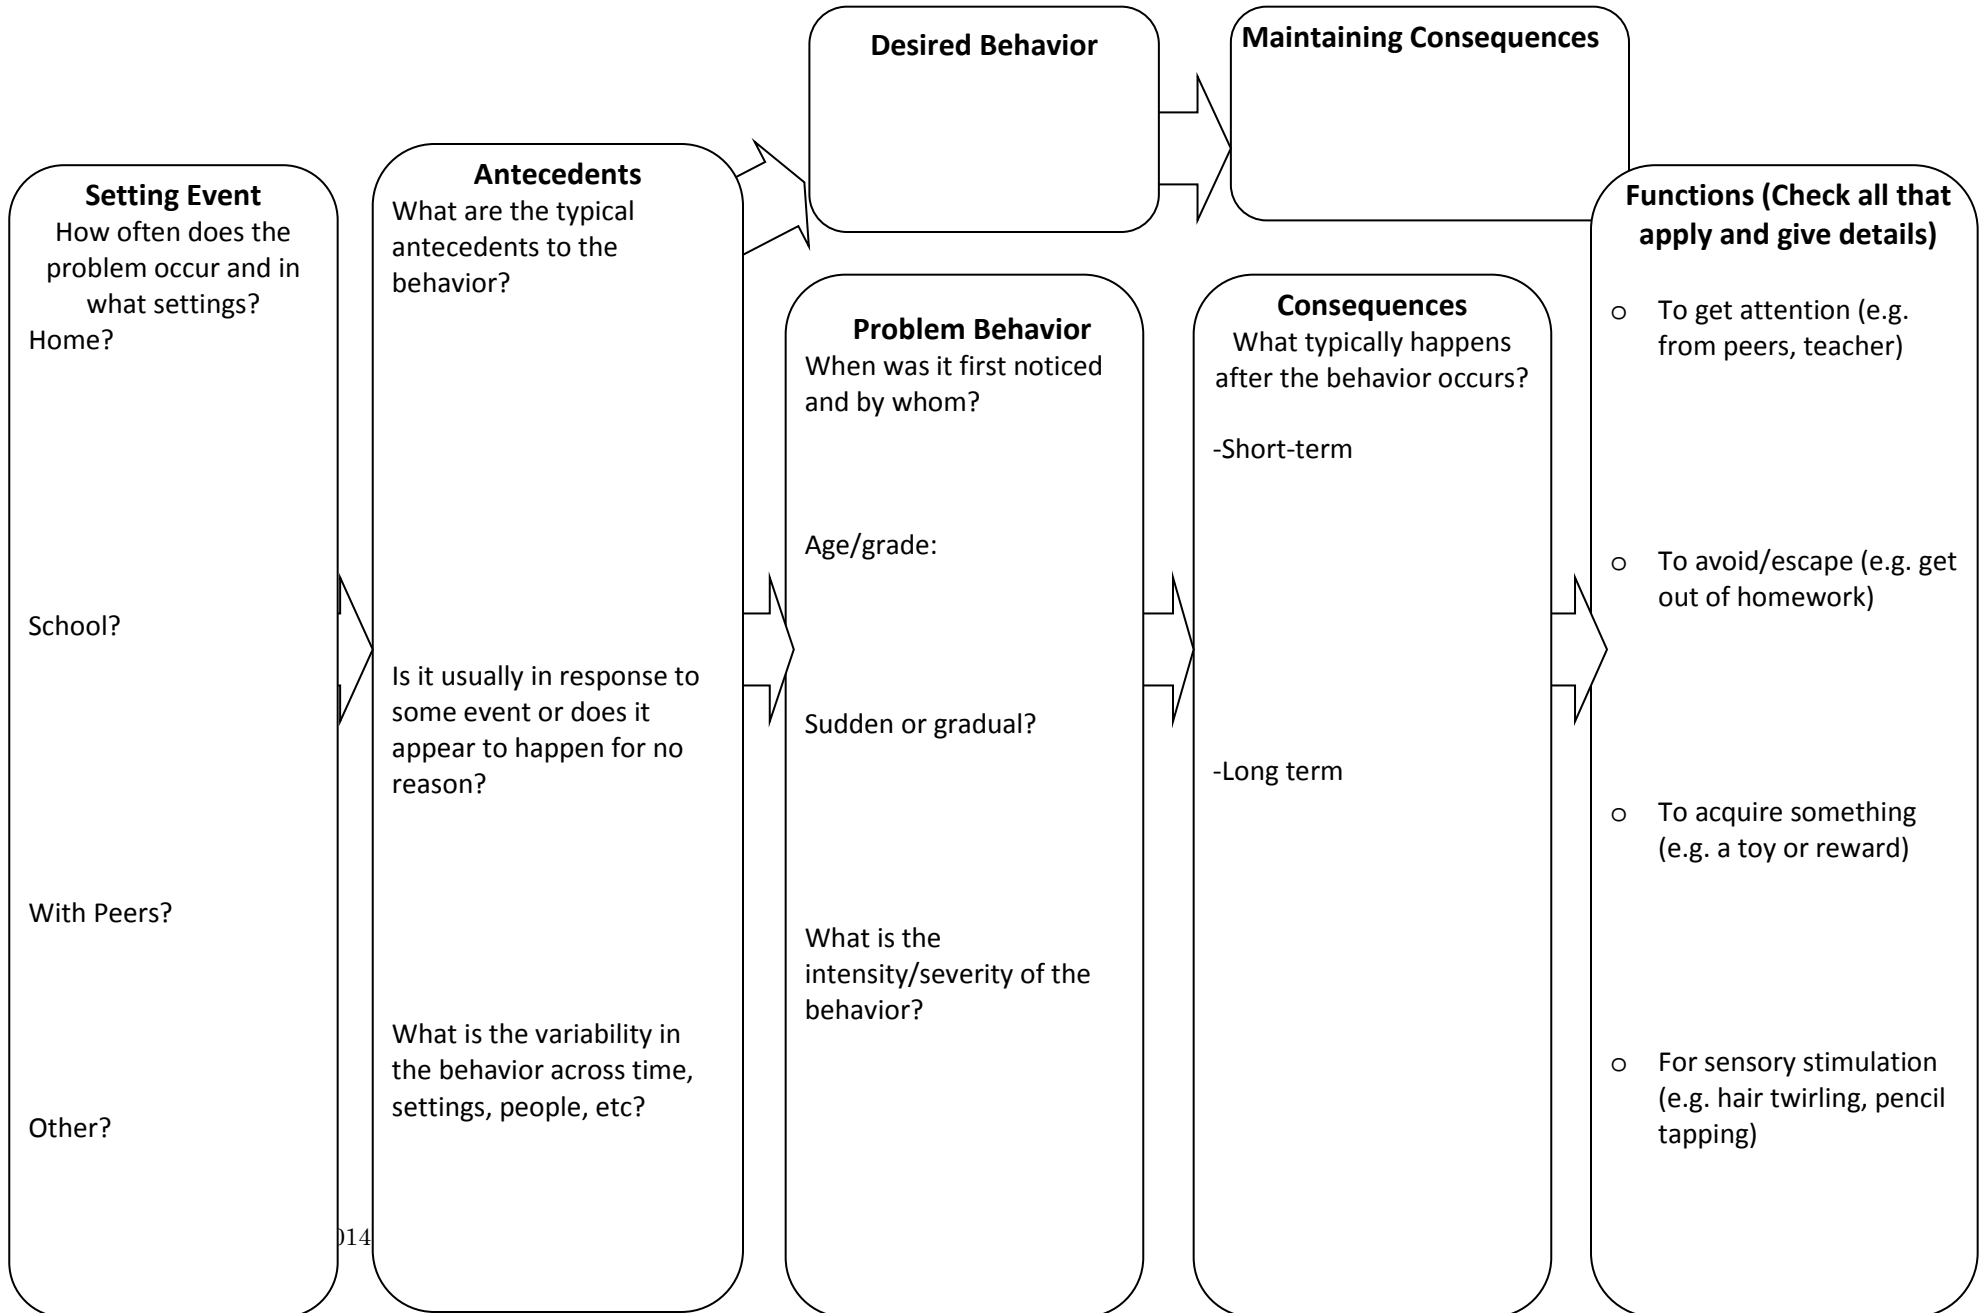 Desired Behavior
Maintaining Consequences
Setting Event
How often does the
problem occur and in
what settings?
Home?
School?
With Peers?
Other?
Antecedents
What are the typical
antecedents to the
behavior?
Is it usually in response to
some event or does it
appear to happen for no
reason?
What is the variability in
the behavior across time,
settings, people, etc?
Problem Behavior
When was it first noticed
and by whom?
Age/grade:
Sudden or gradual?
What is the
intensity/severity of the
behavior?
Consequences
What typically happens
after the behavior occurs?
-Short-term
-Long term
Functions (Check all that
apply and give details)
o To get attention (e.g.
from peers, teacher)
o To avoid/escape (e.g. get
out of homework)
o To acquire something
(e.g. a toy or reward)
o For sensory stimulation
(e.g. hair twirling, pencil
tapping)